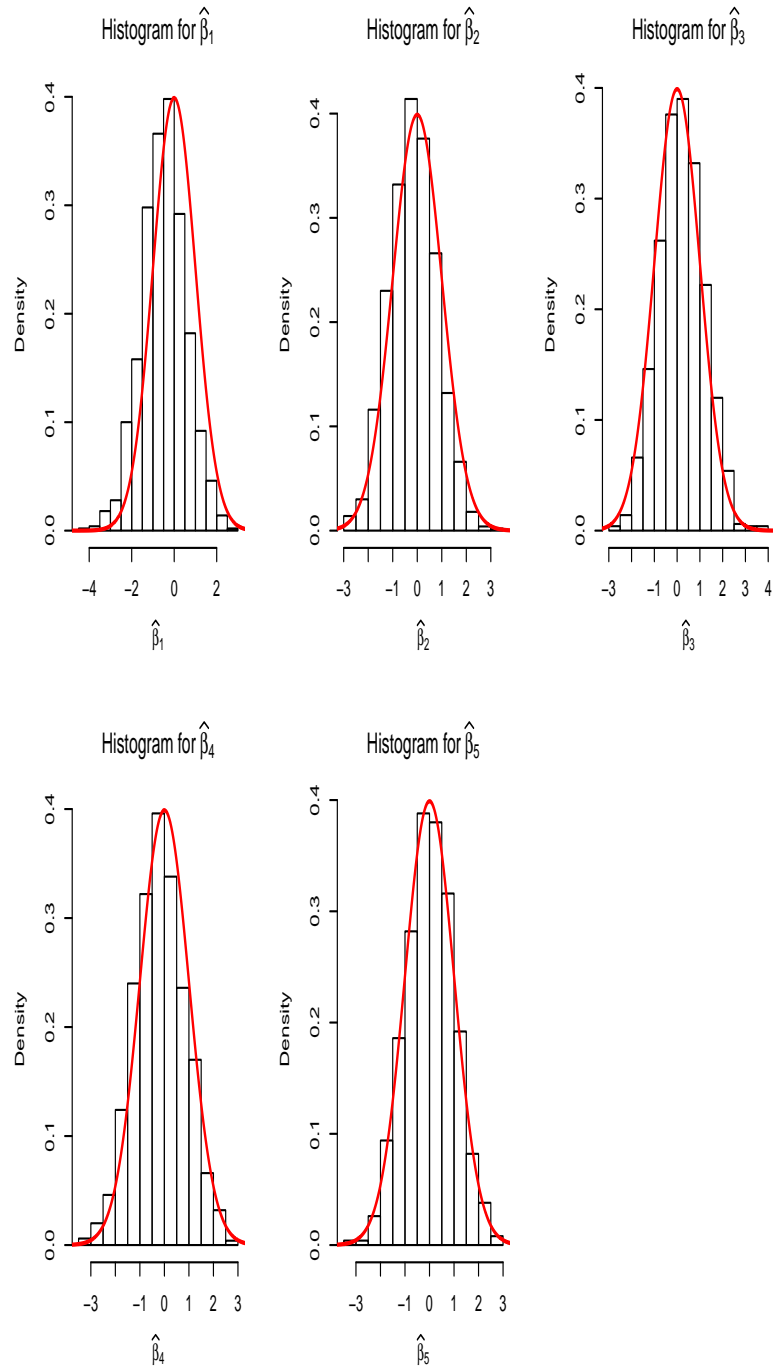 Histogram for β̂₁
Density
0.0 0.1 0.2 0.3 0.4
−4 −2 0 2
β̂₁
Histogram for β̂₂
Density
0.0 0.1 0.2 0.3 0.4
−3 −1 0 1 2 3
β̂₂
Histogram for β̂₃
Density
0.0 0.1 0.2 0.3 0.4
−3 −1 0 1 2 3 4
β̂₃
Histogram for β̂₄
Density
0.0 0.1 0.2 0.3 0.4
−3 −1 0 1 2 3
β̂₄
Histogram for β̂₅
Density
0.0 0.1 0.2 0.3 0.4
−3 −1 0 1 2 3
β̂₅